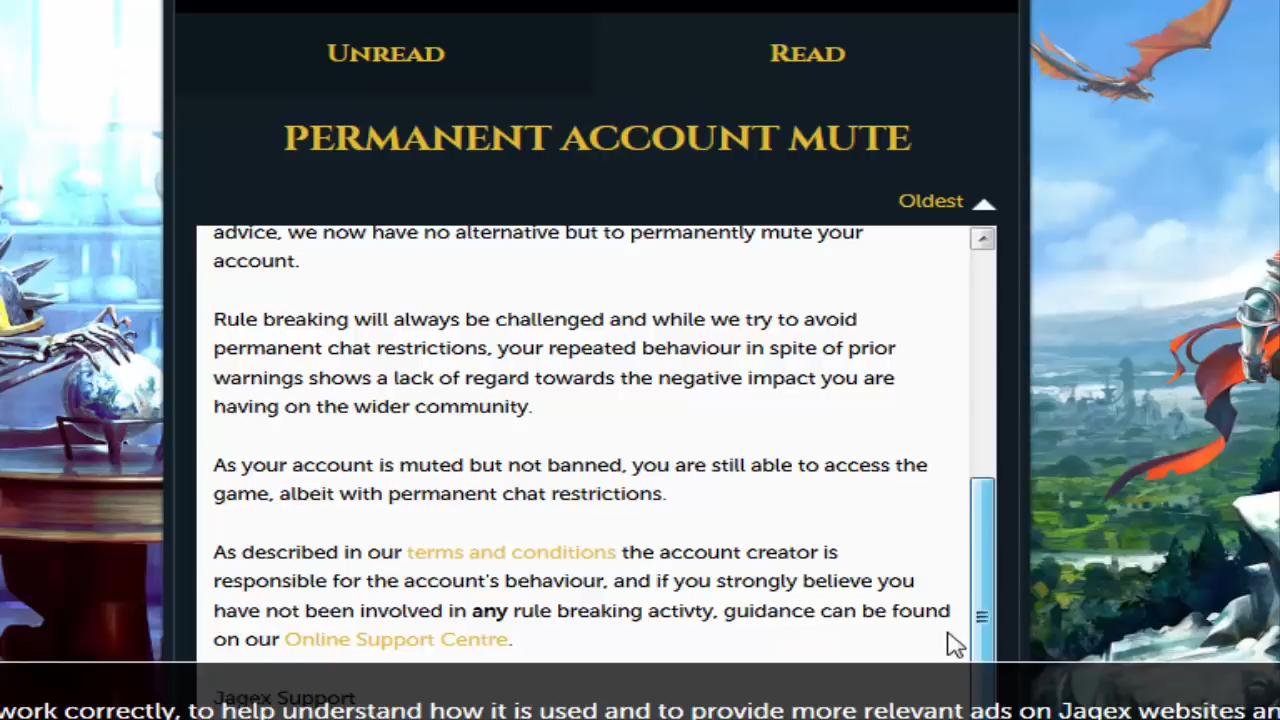 UNREAD
READ
PERMANENT ACCOUNT MUTE
Oldest
advice, we now have no alternative but to permanently mute your
account.
Rule breaking will always be challenged and while we try to avoid
permanent chat restrictions, your repeated behaviour in spite of prior
warnings shows a lack of regard towards the negative impact you are
having on the wider community.
As your account is muted but not banned, you are still able to access the
game, albeit with permanent chat restrictions.
As described in our terms and conditions the account creator is
responsible for the account's behaviour, and if you strongly believe you
have not been involved in any rule breaking activty, guidance can be found
on our Online Support Centre.
Jagex Support
work correctly, to help understand how it is used and to provide more relevant ads on Jagex websites an